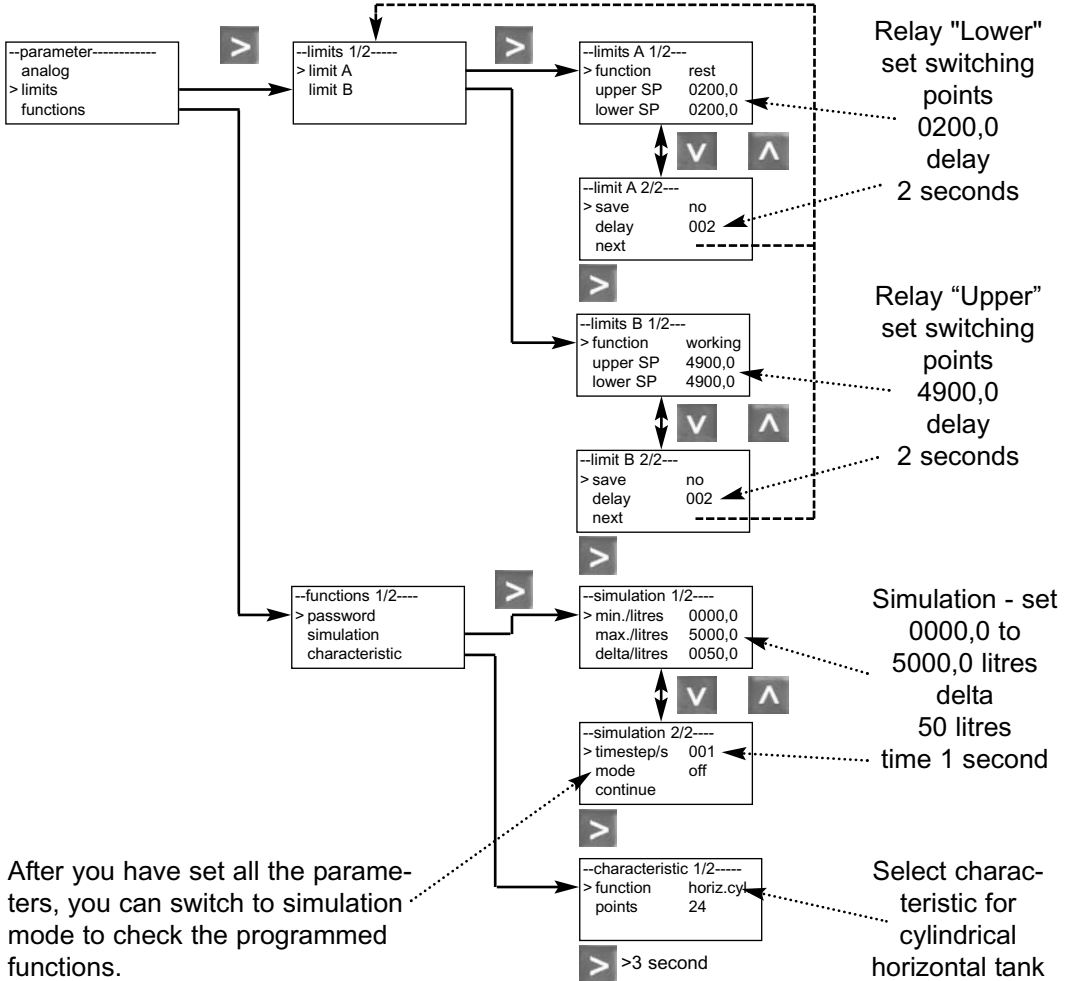 --parameter------------
analog
> limits
functions
>
--limits 1/2-----
> limit A
limit B
>
--limits A 1/2---
> function rest
upper SP 0200,0
lower SP 0200,0
v
^
--limit A 2/2---
> save no
delay 002
next
>
Relay "Lower"
set switching
points
0200,0
delay
2 seconds
--limits B 1/2---
> function working
upper SP 4900,0
lower SP 4900,0
v
^
--limit B 2/2---
> save no
delay 002
next
>
Relay “Upper”
set switching
points
4900,0
delay
2 seconds
--functions 1/2----
> password
simulation
characteristic
>
--simulation 1/2----
> min./litres 0000,0
max./litres 5000,0
delta/litres 0050,0
v
^
--simulation 2/2----
> timestep/s 001
mode off
continue
>
Simulation - set
0000,0 to
5000,0 litres
delta
50 litres
time 1 second
After you have set all the parame-
ters, you can switch to simulation
mode to check the programmed
functions.
--characteristic 1/2-----
> function horiz.cyl
points 24
> >3 second
Select charac-
teristic for
cylindrical
horizontal tank